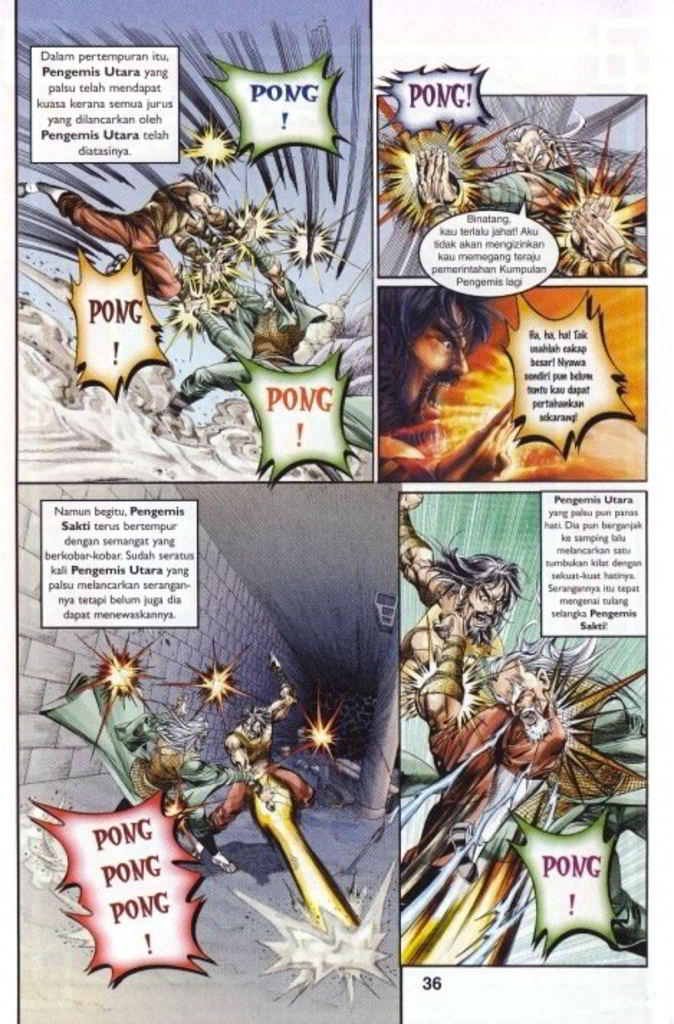 Dalam pertempuran itu,
Pengemis Utara yang
palsu telah mendapat
kuasa kerana semua jurus
yang dilancarkan oleh
Pengemis Utara telah
diatasinya.
PONG
!
PONG
!
PONG
!
PONG!
Binatang,
kau terlalu jahat! Aku
tidak akan mengizinkan
kau memegang teraju
pemerintahan Kumpulan
Pengemis lagi
Ha, ha, ha! Tak
usahlah cakap
besar! Nyawa
sendiri pun belum
tentu kau dapat
pertahankan
sekarang!
Namun begitu, Pengemis
Sakti terus bertempur
dengan semangat yang
berkobar-kobar. Sudah seratus
kali Pengemis Utara yang
palsu melancarkan serangan-
nya tetapi belum juga dia
dapat menewaskannya.
PONG
PONG
PONG
!
Pengemis Utara
yang palsu pun panas
hati. Dia pun berganjak
ke samping lalu
melancarkan satu
tumbukan kilat dengan
sekuat-kuat hatinya.
Serangannya itu tepat
mengenai tulang
selangka Pengemis
Sakti!
PONG
!
36